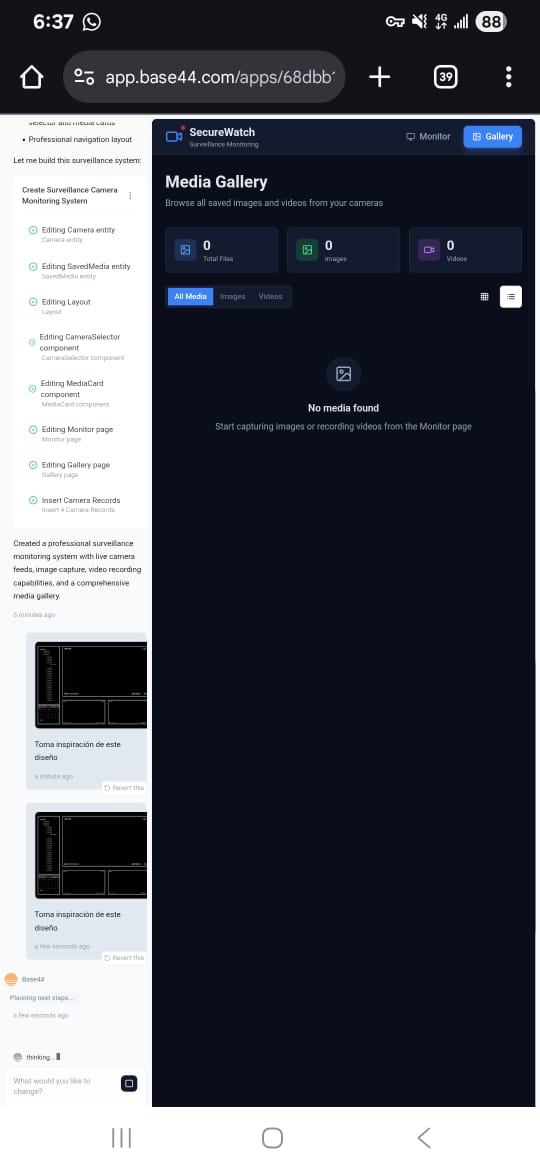 6:37
4G
88
app.base44.com/apps/68dbb
39
selector and media cards
• Professional navigation layout
Let me build this surveillance system:
Create Surveillance Camera
Monitoring System
Editing Camera entity
Camera entity
Editing SavedMedia entity
SavedMedia entity
Editing Layout
Layout
Editing CameraSelector
component
CameraSelector component
Editing MediaCard
component
MediaCard component
Editing Monitor page
Monitor page
Editing Gallery page
Gallery page
Insert Camera Records
Insert 4 Camera Records
Created a professional surveillance
monitoring system with live camera
feeds, image capture, video recording
capabilities, and a comprehensive
media gallery.
5 minutes ago
Toma inspiración de este
diseño
a minute ago
Revert this
Toma inspiración de este
diseño
a few seconds ago
Revert this
Base44
Planning next steps...
a few seconds ago
thinking...
What would you like to
change?
SecureWatch
Surveillance Monitoring
Monitor
Gallery
Media Gallery
Browse all saved images and videos from your cameras
0
Total Files
0
Images
0
Videos
All Media
Images
Videos
No media found
Start capturing images or recording videos from the Monitor page